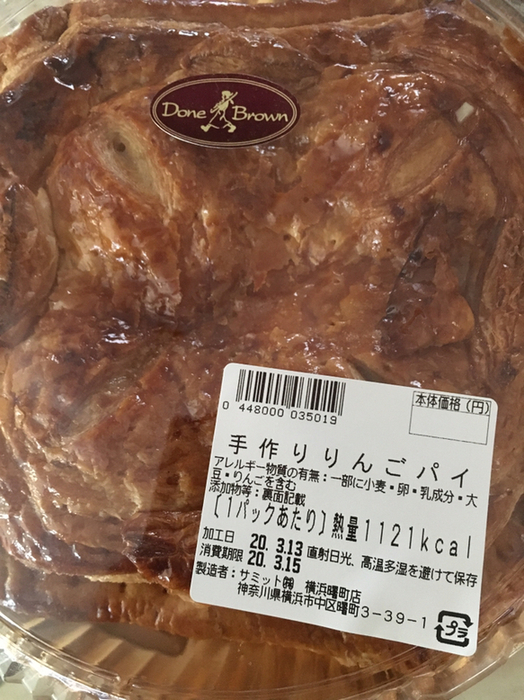 Done Brown
本体価格(円)
0 448000 035019
手作りりんごパイ
アレルギー物質の有無:一部に小麦・卵・乳成分・大
豆・りんごを含む
添加物等:裏面記載
〔1パックあたり〕熱量1121kcal
加工日 20. 3.13 直射日光、高温多湿を避けて保存
消費期限 20. 3.15
製造者:サミット㈱ 横浜曙町店
神奈川県横浜市中区曙町3-39-1
プラ